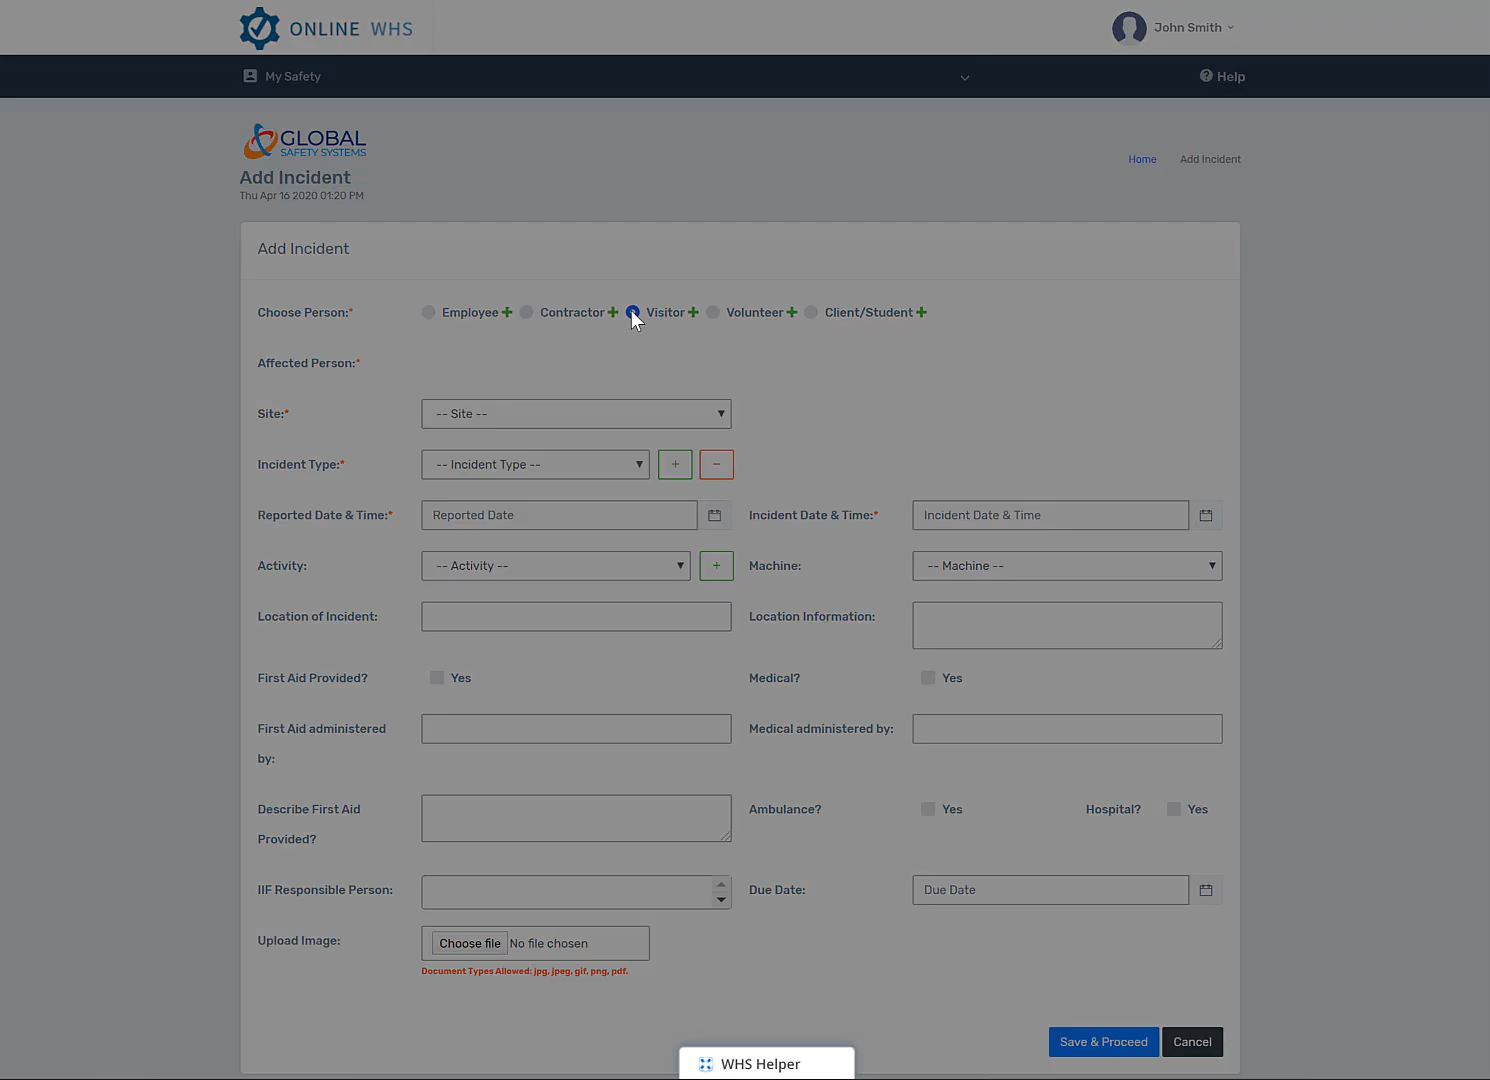 ONLINE WHS
John Smith
My Safety
Help
GLOBAL
SAFETY SYSTEMS
Add Incident
Thu Apr 16 2020 01:20 PM
Home Add Incident
Add Incident
Choose Person:* Employee + Contractor + Visitor + Volunteer + Client/Student +
Affected Person:*
Site:* -- Site --
Incident Type:* -- Incident Type -- + −
Reported Date & Time:* Reported Date Incident Date & Time:* Incident Date & Time
Activity: -- Activity -- + Machine: -- Machine --
Location of Incident: Location Information:
First Aid Provided? Yes Medical? Yes
First Aid administered Medical administered by:
by:
Describe First Aid Ambulance? Yes Hospital? Yes
Provided?
IIF Responsible Person: Due Date: Due Date
Upload Image: Choose file No file chosen
Document Types Allowed: jpg, jpeg, gif, png, pdf.
Save & Proceed Cancel
WHS Helper